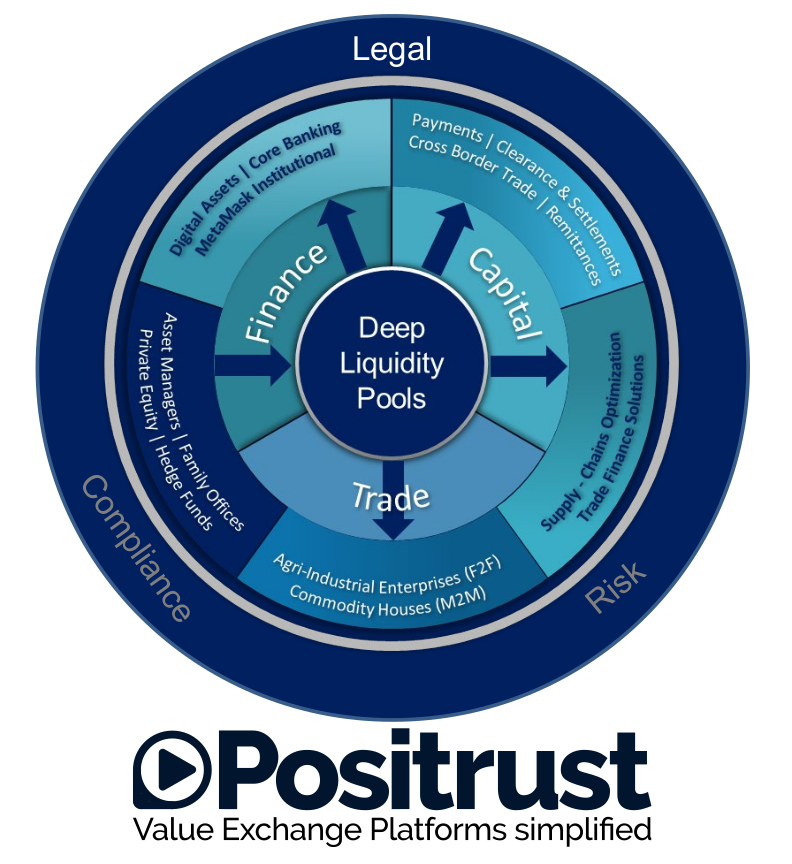 Legal
Digital Assets | Core Banking
MetaMask Institutional
Payments | Clearance & Settlements
Cross Border Trade | Remittances
Finance
Capital
Deep
Liquidity
Pools
Asset Managers | Family Offices
Private Equity | Hedge Funds
Supply - Chains Optimization
Trade Finance Solutions
Trade
Agri-Industrial Enterprises (F2F)
Commodity Houses (M2M)
Compliance
Risk
Positrust
Value Exchange Platforms simplified